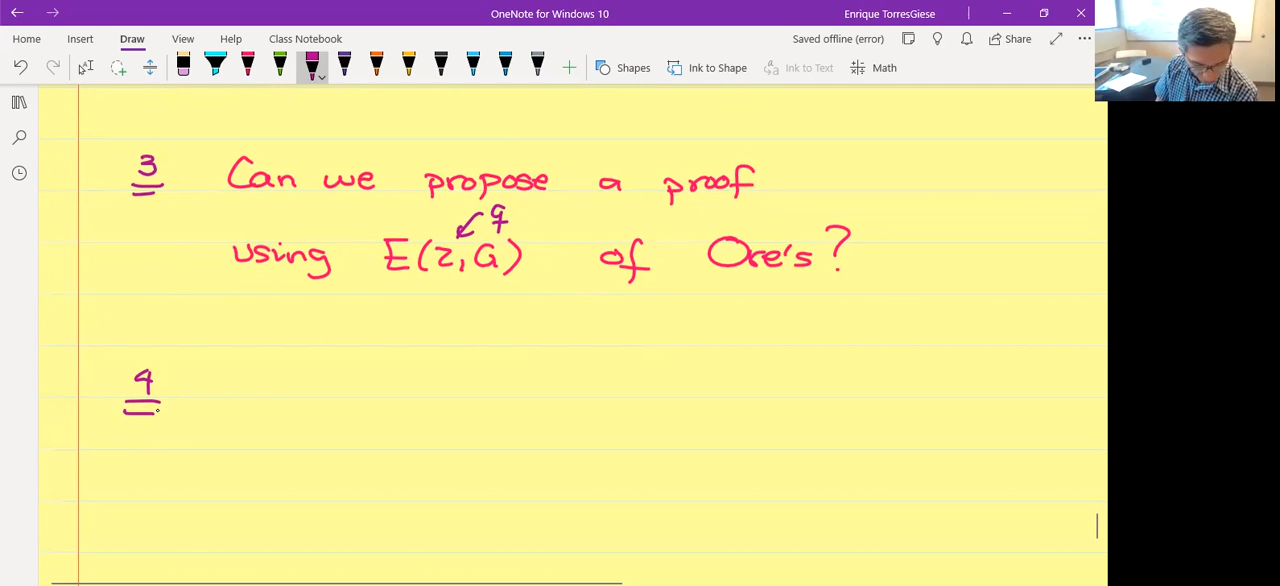 OneNote for Windows 10
Enrique TorresGiese
Home Insert Draw View Help Class Notebook
Saved offline (error)
Share
Shapes
Ink to Shape
Ink to Text
Math
3 Can we propose a proof
q
using E(2, G) of Ore's?
4